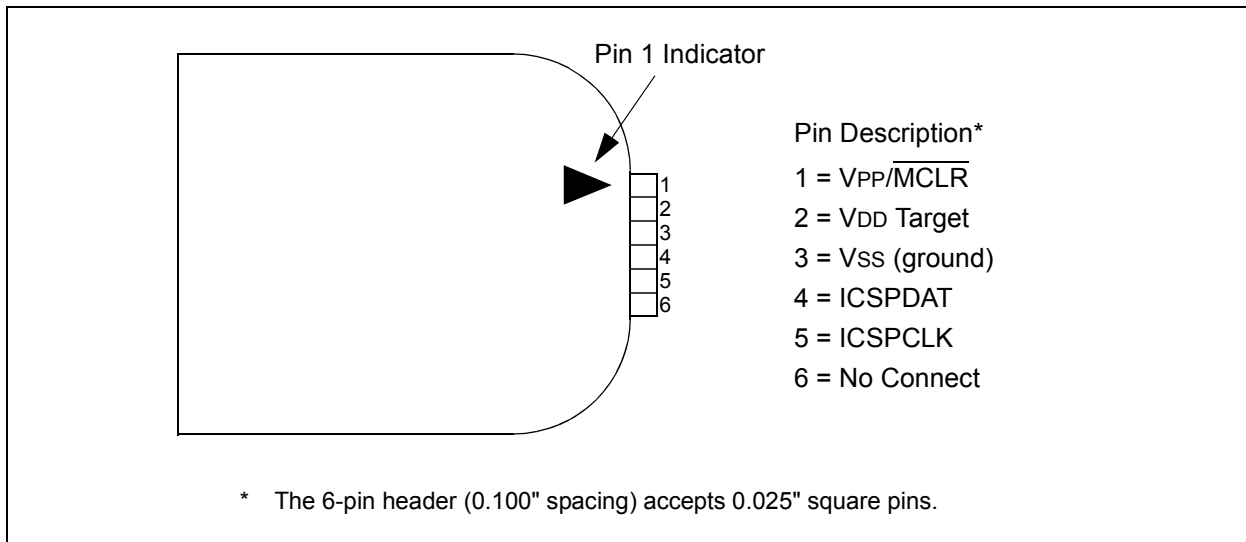 Pin 1 Indicator
1
2
3
4
5
6
Pin Description*
1 = VPP/M̅C̅L̅R̅
2 = VDD Target
3 = VSS (ground)
4 = ICSPDAT
5 = ICSPCLK
6 = No Connect
* The 6-pin header (0.100" spacing) accepts 0.025" square pins.